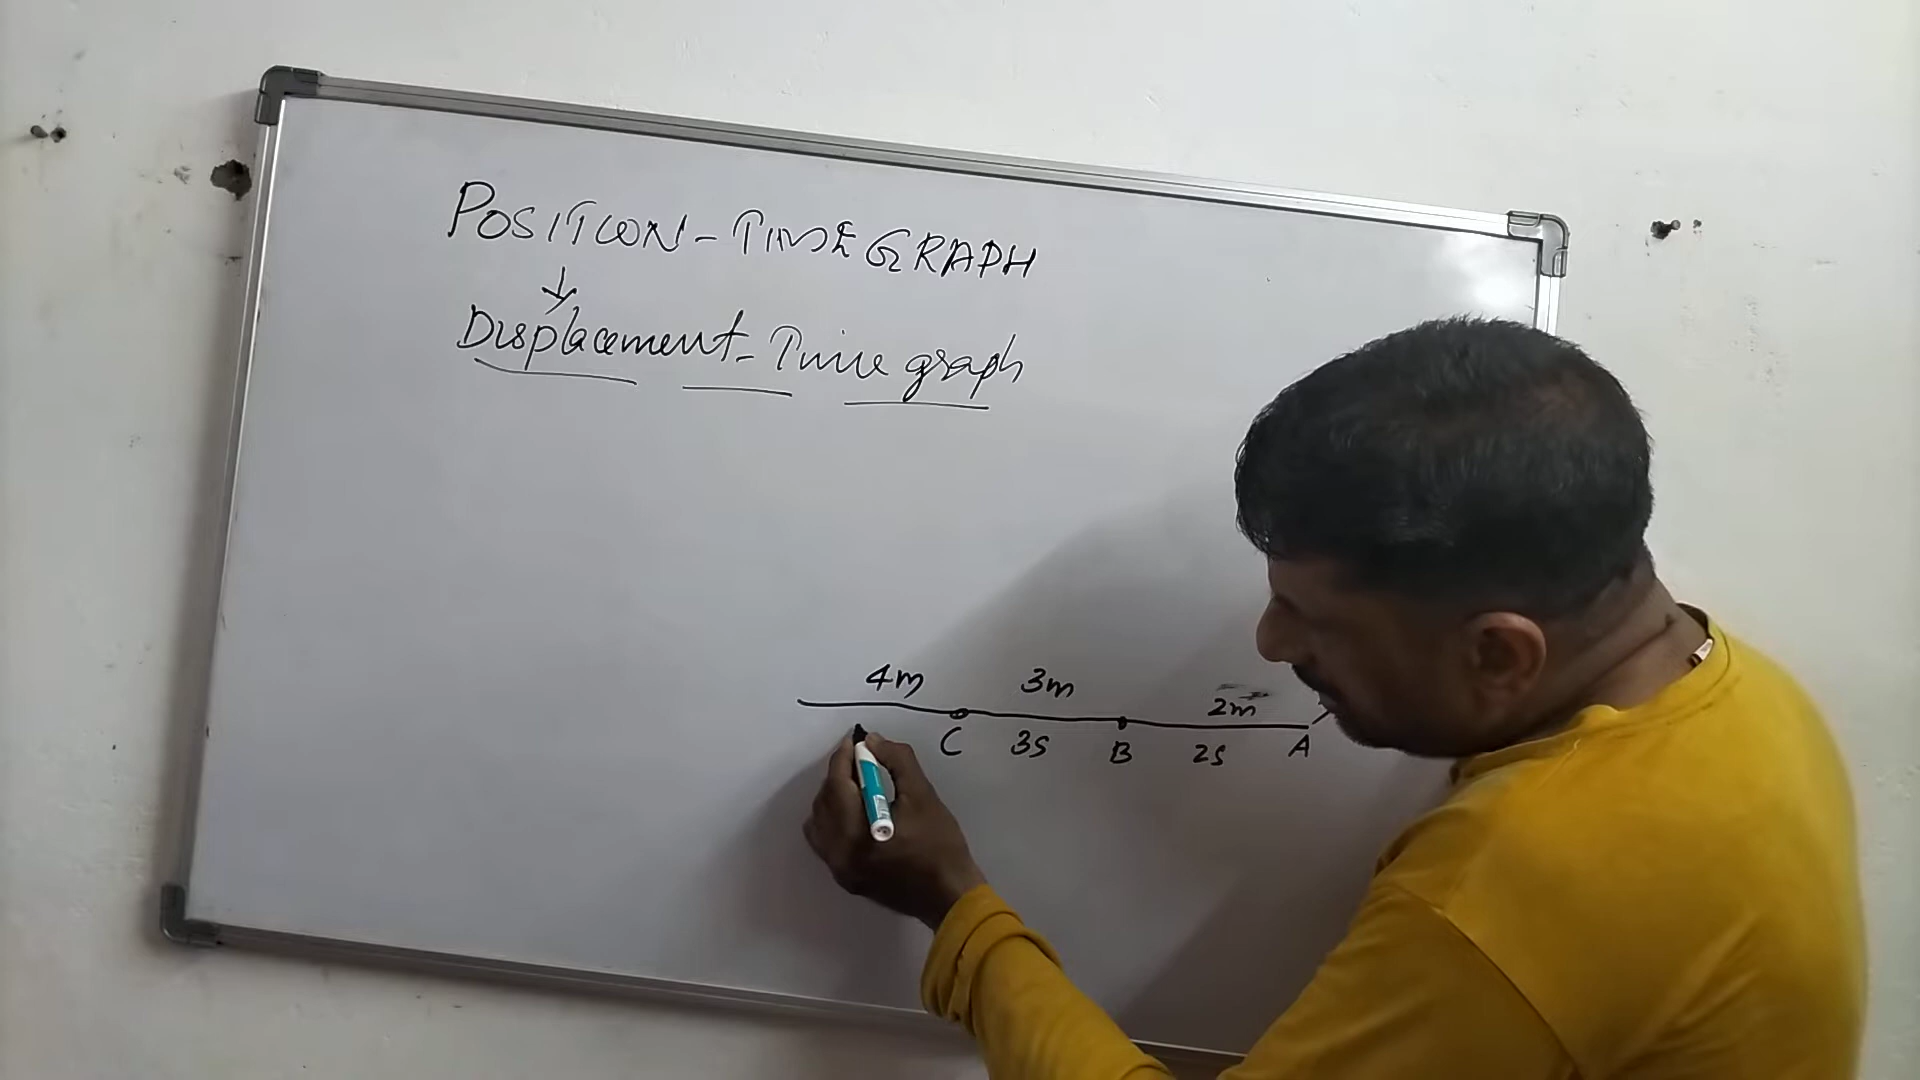 POSITION-TIME GRAPH
Displacement-Time graph
4m 3m 2m
C 3s B 2s A